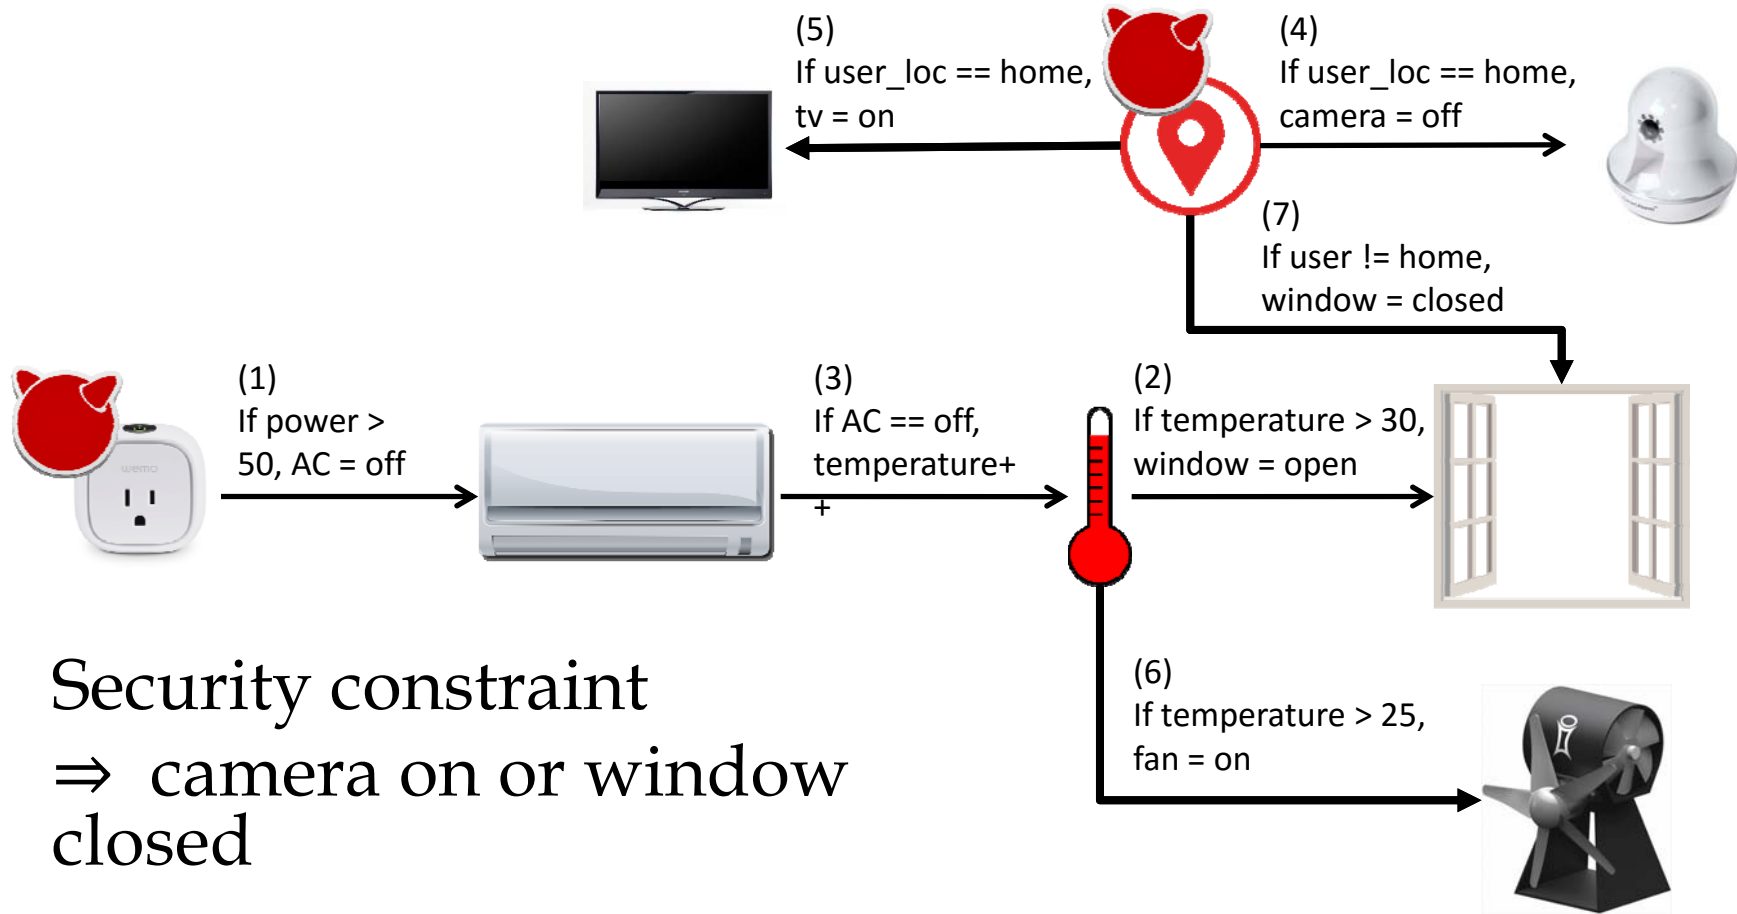 (5)
If user_loc == home,
tv = on
(4)
If user_loc == home,
camera = off
(7)
If user != home,
window = closed
(1)
If power >
50, AC = off
(3)
If AC == off,
temperature+
+
(2)
If temperature > 30,
window = open
wemo
(6)
If temperature > 25,
fan = on
Security constraint
⇒ camera on or window
closed